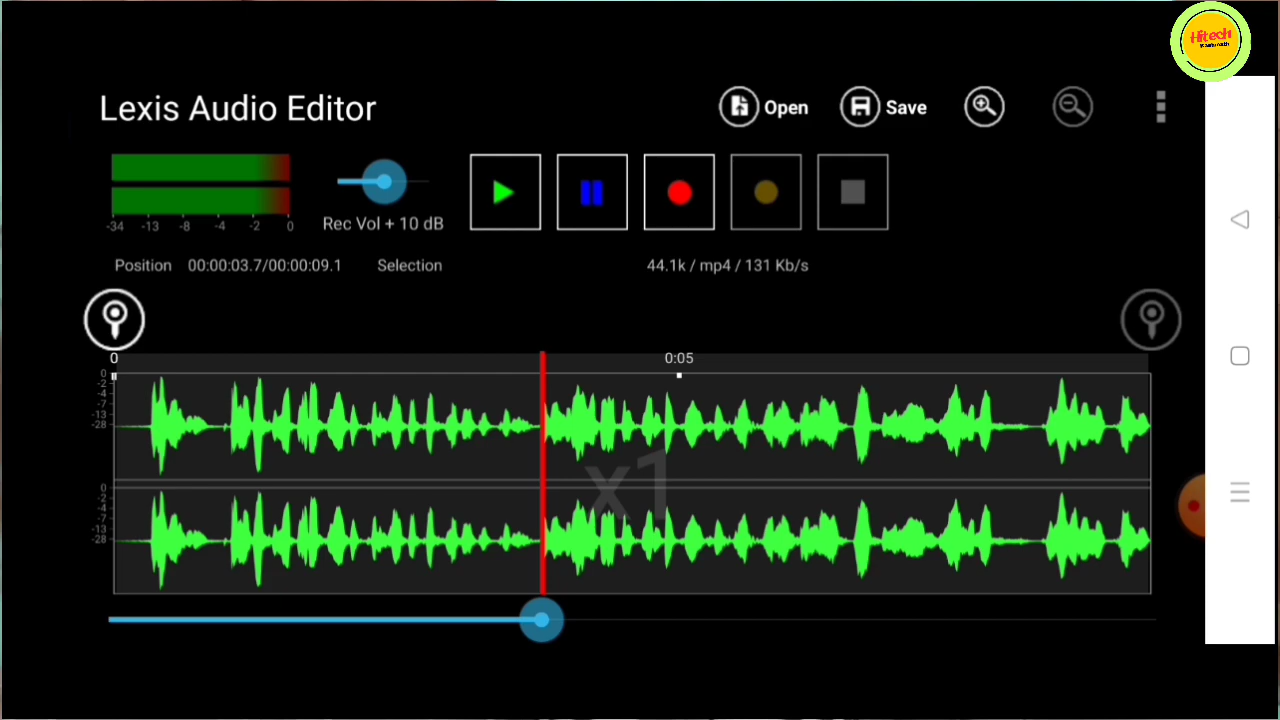 Hitech
Lexis Audio Editor
Open
Save
-34 -13 -8 -4 -2 0
Rec Vol + 10 dB
Position 00:00:03.7/00:00:09.1 Selection 44.1k / mp4 / 131 Kb/s
0 0:05
0
-2
-4
-7
-13
-28
x1
0
-2
-4
-7
-13
-28